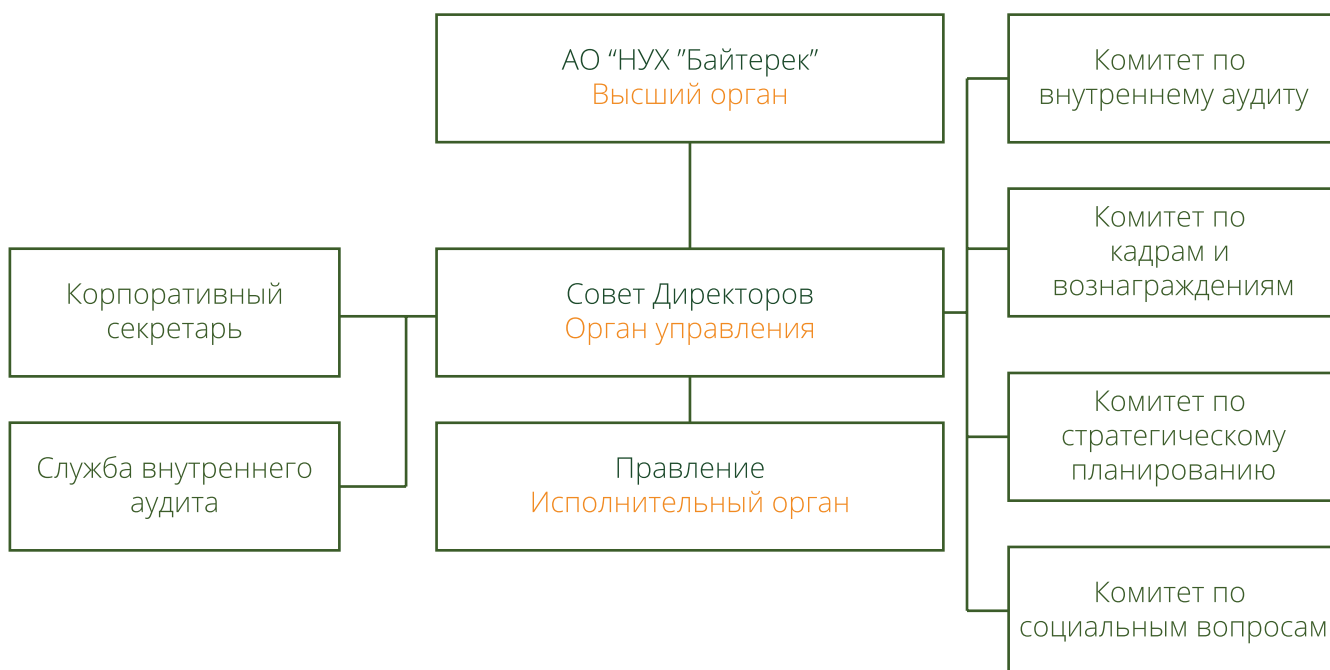 АО “НУХ ”Байтерек”
Высший орган
Комитет по
внутреннему аудиту
Комитет по
кадрам и
вознаграждениям
Корпоративный
секретарь
Совет Директоров
Орган управления
Комитет по
стратегическому
планированию
Служба внутреннего
аудита
Правление
Исполнительный орган
Комитет по
социальным вопросам